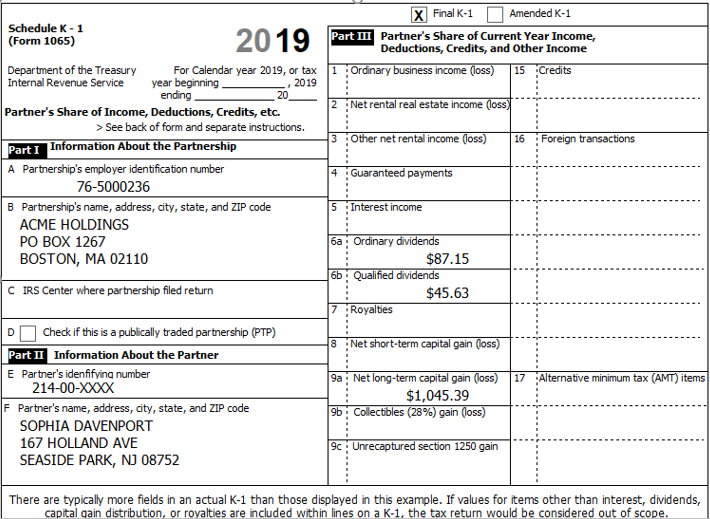 X Final K-1 Amended K-1
Schedule K - 1
(Form 1065)
2019
Department of the Treasury
Internal Revenue Service
For Calendar year 2019, or tax
year beginning ________ , 2019
ending ____________ 20____
Partner's Share of Income, Deductions, Credits, etc.
> See back of form and separate instructions.
Part I Information About the Partnership
A Partnership's employer identification number
76-5000236
B Partnership's name, address, city, state, and ZIP code
ACME HOLDINGS
PO BOX 1267
BOSTON, MA 02110
C IRS Center where partnership filed return
D Check if this is a publically traded partnership (PTP)
Part II Information About the Partner
E Partner's idenfifying number
214-00-XXXX
F Partner's name, address, city, state, and ZIP code
SOPHIA DAVENPORT
167 HOLLAND AVE
SEASIDE PARK, NJ 08752
Part III Partner's Share of Current Year Income,
Deductions, Credits, and Other Income
1 Ordinary business income (loss)
15 Credits
2 Net rental real estate income (loss)
3 Other net rental income (loss)
16 Foreign transactions
4 Guaranteed payments
5 Interest income
6a Ordinary dividends
$87.15
6b Qualified dividends
$45.63
7 Royalties
8 Net short-term capital gain (loss)
9a Net long-term capital gain (loss)
$1,045.39
17 Alternative minimum tax (AMT) items
9b Collectibles (28%) gain (loss)
9c Unrecaptured section 1250 gain
There are typically more fields in an actual K-1 than those displayed in this example. If values for items other than interest, dividends,
capital gain distribution, or royalties are included within lines on a K-1, the tax return would be considered out of scope.